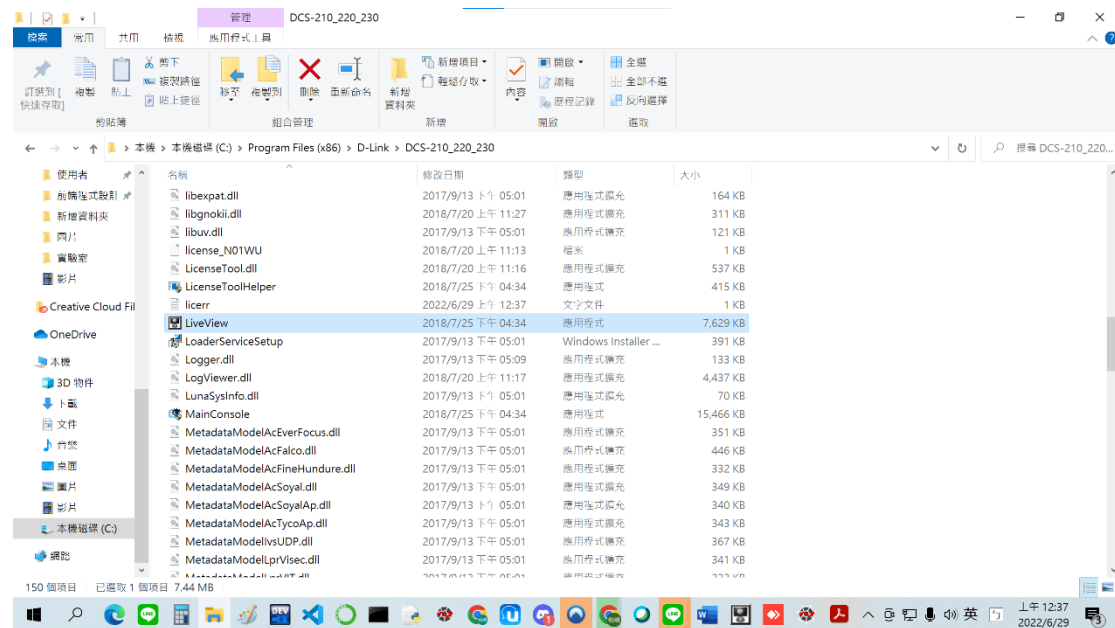 管理 DCS-210_220_230
檔案 常用 共用 檢視 應用程式工具
釘選到 [快速存取] 複製 貼上 剪下 複製路徑 貼上捷徑
移至 複製到 刪除 重新命名 新增資料夾 新增項目 輕鬆存取
內容 開啟 編輯 歷程記錄 全選 全部不選 反向選擇
剪貼簿 組合管理 新增 開啟 選取
本機 › 本機磁碟 (C:) › Program Files (x86) › D-Link › DCS-210_220_230 搜尋 DCS-210_220...
使用者
前端程式設計
新增資料夾
圖片
實驗室
影片
Creative Cloud Fil
OneDrive
本機
3D 物件
下載
文件
音樂
桌面
圖片
影片
本機磁碟 (C:)
網路
名稱 修改日期 類型 大小
libexpat.dll 2017/9/13 下午 05:01 應用程式擴充 164 KB
libgnokii.dll 2018/7/20 上午 11:27 應用程式擴充 311 KB
libuv.dll 2017/9/13 下午 05:01 應用程式擴充 121 KB
license_N01WU 2018/7/20 上午 11:13 檔案 1 KB
LicenseTool.dll 2018/7/20 上午 11:16 應用程式擴充 537 KB
LicenseToolHelper 2018/7/25 下午 04:34 應用程式 415 KB
licerr 2022/6/29 上午 12:37 文字文件 1 KB
LiveView 2018/7/25 下午 04:34 應用程式 7,629 KB
LoaderServiceSetup 2017/9/13 下午 05:01 Windows Installer ... 391 KB
Logger.dll 2017/9/13 下午 05:09 應用程式擴充 133 KB
LogViewer.dll 2018/7/20 上午 11:17 應用程式擴充 4,437 KB
LunaSysInfo.dll 2017/9/13 下午 05:01 應用程式擴充 70 KB
MainConsole 2018/7/25 下午 04:34 應用程式 15,466 KB
MetadataModelAcEverFocus.dll 2017/9/13 下午 05:01 應用程式擴充 351 KB
MetadataModelAcFalco.dll 2017/9/13 下午 05:01 應用程式擴充 446 KB
MetadataModelAcFineHundure.dll 2017/9/13 下午 05:01 應用程式擴充 332 KB
MetadataModelAcSoyal.dll 2017/9/13 下午 05:01 應用程式擴充 349 KB
MetadataModelAcSoyalAp.dll 2017/9/13 下午 05:01 應用程式擴充 340 KB
MetadataModelAcTycoAp.dll 2017/9/13 下午 05:01 應用程式擴充 343 KB
MetadataModelIvsUDP.dll 2017/9/13 下午 05:01 應用程式擴充 367 KB
MetadataModelLprVisec.dll 2017/9/13 下午 05:01 應用程式擴充 341 KB
150 個項目 已選取 1 個項目 7.44 MB
英 上午 12:37
2022/6/29